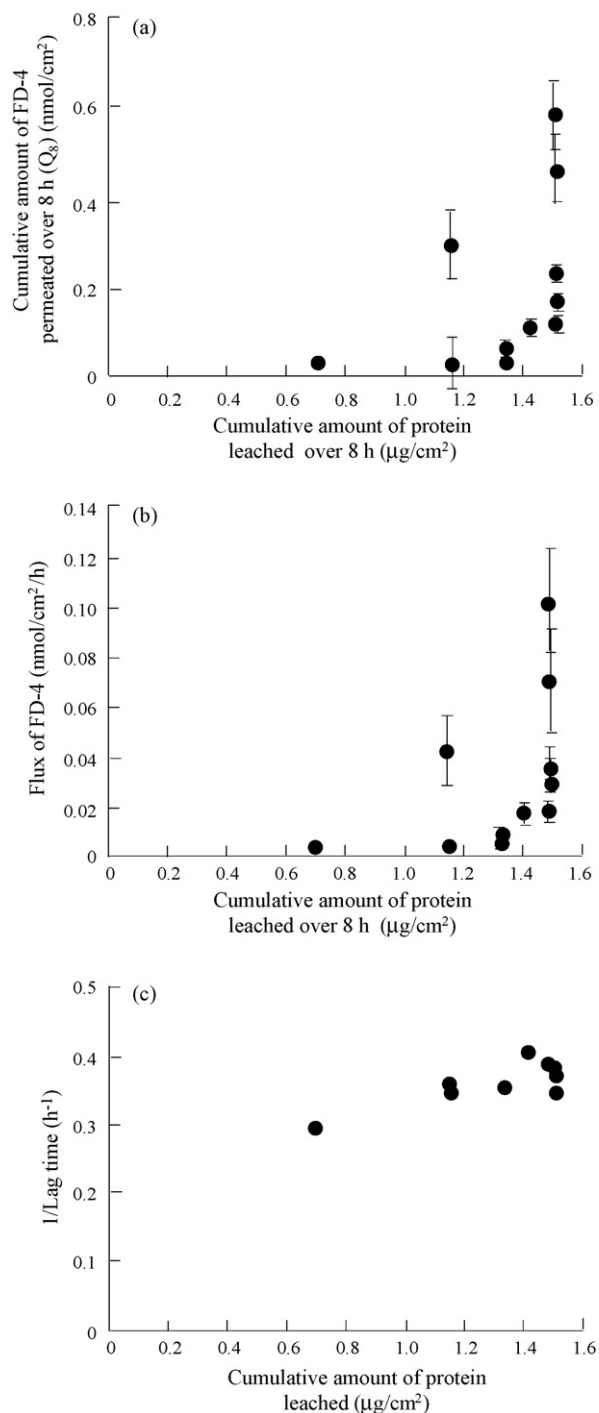 (a)
Cumulative amount of FD-4
permeated over 8 h (Q₈) (nmol/cm²)
0.8
0.6
0.4
0.2
0
0 0.2 0.4 0.6 0.8 1.0 1.2 1.4 1.6
Cumulative amount of protein
leached over 8 h (μg/cm²)
(b)
Flux of FD-4 (nmol/cm²/h)
0.14
0.12
0.10
0.08
0.06
0.04
0.02
0
0 0.2 0.4 0.6 0.8 1.0 1.2 1.4 1.6
Cumulative amount of protein
leached over 8 h (μg/cm²)
(c)
1/Lag time (h⁻¹)
0.5
0.4
0.3
0.2
0.1
0
0 0.2 0.4 0.6 0.8 1.0 1.2 1.4 1.6
Cumulative amount of protein
leached (μg/cm²)